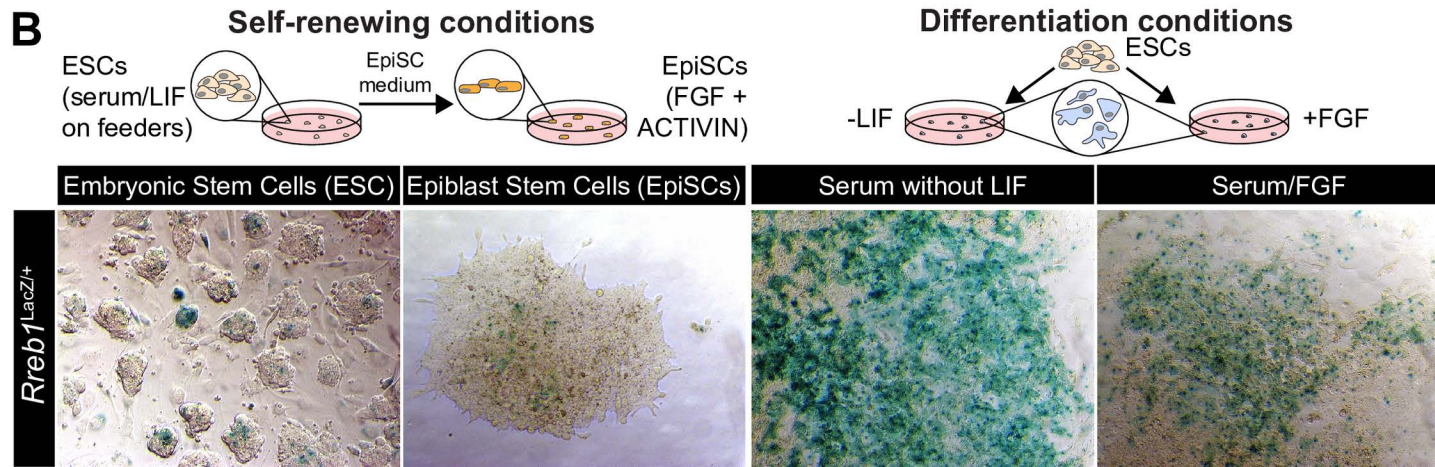 B
Self-renewing conditions
Differentiation conditions
ESCs
(serum/LIF
on feeders)
EpiSC
medium
EpiSCs
(FGF +
ACTIVIN)
ESCs
-LIF
+FGF
Embryonic Stem Cells (ESC)
Epiblast Stem Cells (EpiSCs)
Serum without LIF
Serum/FGF
Rreb1LacZ/+